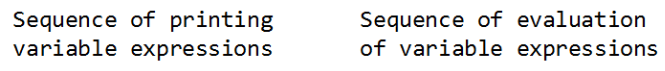 Sequence of printing
variable expressions
Sequence of evaluation
of variable expressions